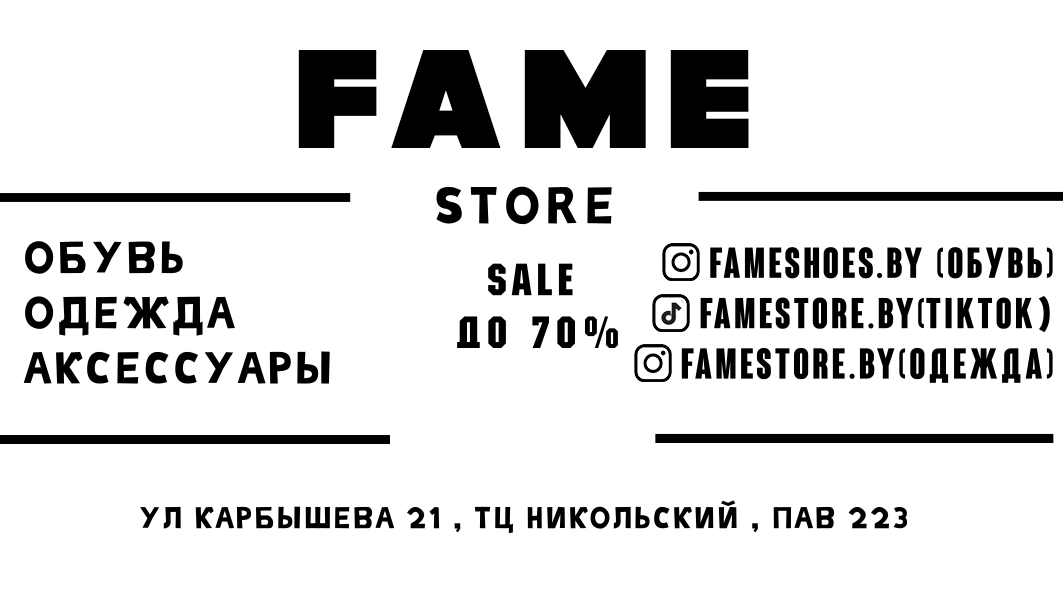 FAME
STORE
ОБУВЬ
ОДЕЖДА
АКСЕССУАРЫ
SALE
ДО 70%
FAMESHOES.BY (ОБУВЬ)
FAMESTORE.BY(TIKTOK)
FAMESTORE.BY(ОДЕЖДА)
УЛ КАРБЫШЕВА 21 , ТЦ НИКОЛЬСКИЙ , ПАВ 223